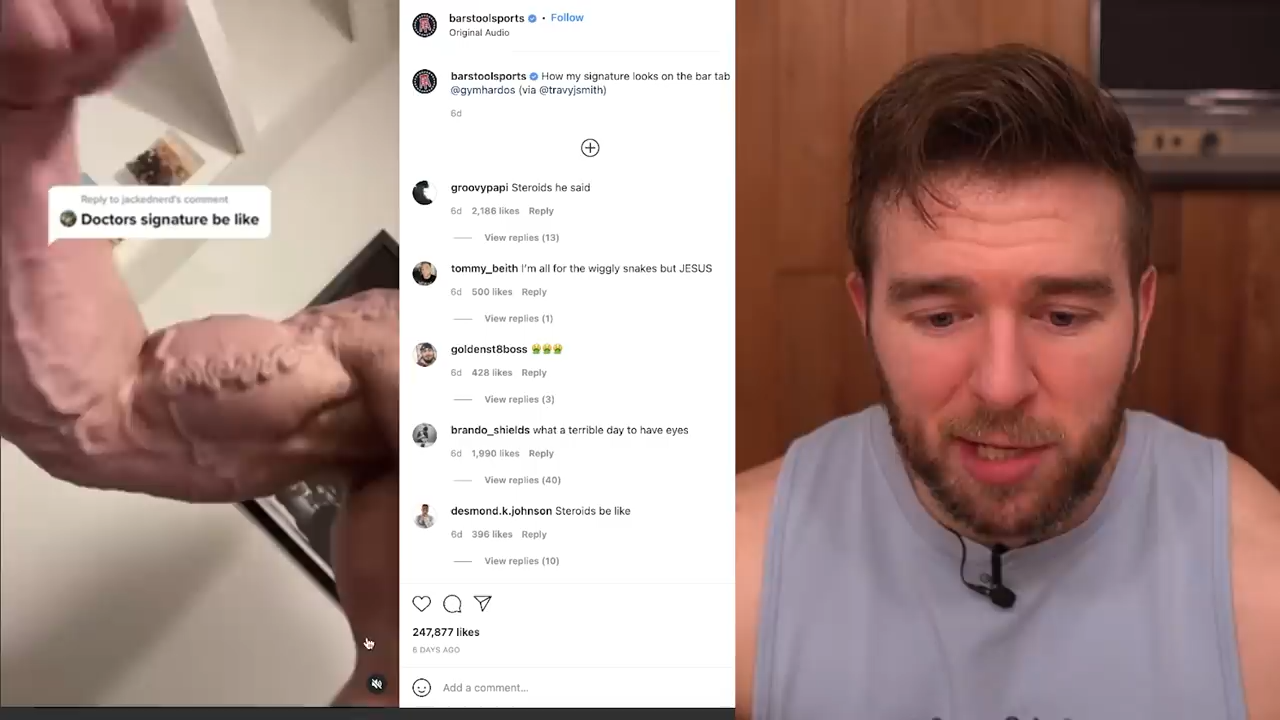 Reply to jackednerd's comment
Doctors signature be like
barstoolsports • Follow
Original Audio
barstoolsports How my signature looks on the bar tab
@gymhardos (via @travyjsmith)
6d
groovypapi Steroids he said
6d 2,186 likes Reply
View replies (13)
tommy_beith I'm all for the wiggly snakes but JESUS
6d 500 likes Reply
View replies (1)
goldenst8boss 🤮🤮🤮
6d 428 likes Reply
View replies (3)
brando_shields what a terrible day to have eyes
6d 1,990 likes Reply
View replies (40)
desmond.k.johnson Steroids be like
6d 396 likes Reply
View replies (10)
247,877 likes
6 DAYS AGO
Add a comment...